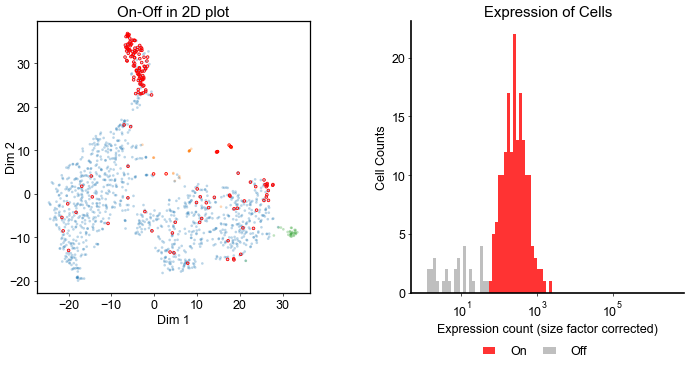 On-Off in 2D plot
Dim 2
30
20
10
0
−10
−20
−20 −10 0 10 20 30
Dim 1
Expression of Cells
Cell Counts
20
15
10
5
0
10^1 10^3 10^5
Expression count (size factor corrected)
On Off